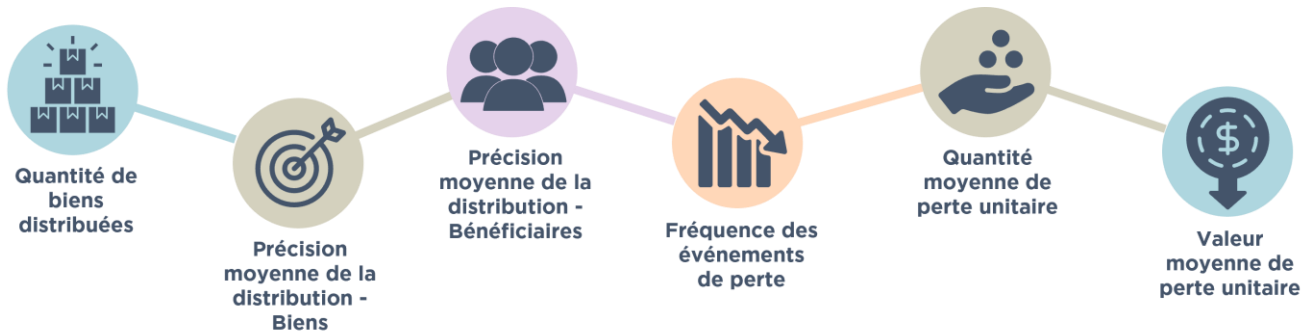 Quantité de
biens
distribuées
Précision
moyenne de la
distribution -
Biens
Précision
moyenne de la
distribution -
Bénéficiaires
Fréquence des
événements
de perte
Quantité
moyenne de
perte unitaire
$
Valeur
moyenne de
perte unitaire